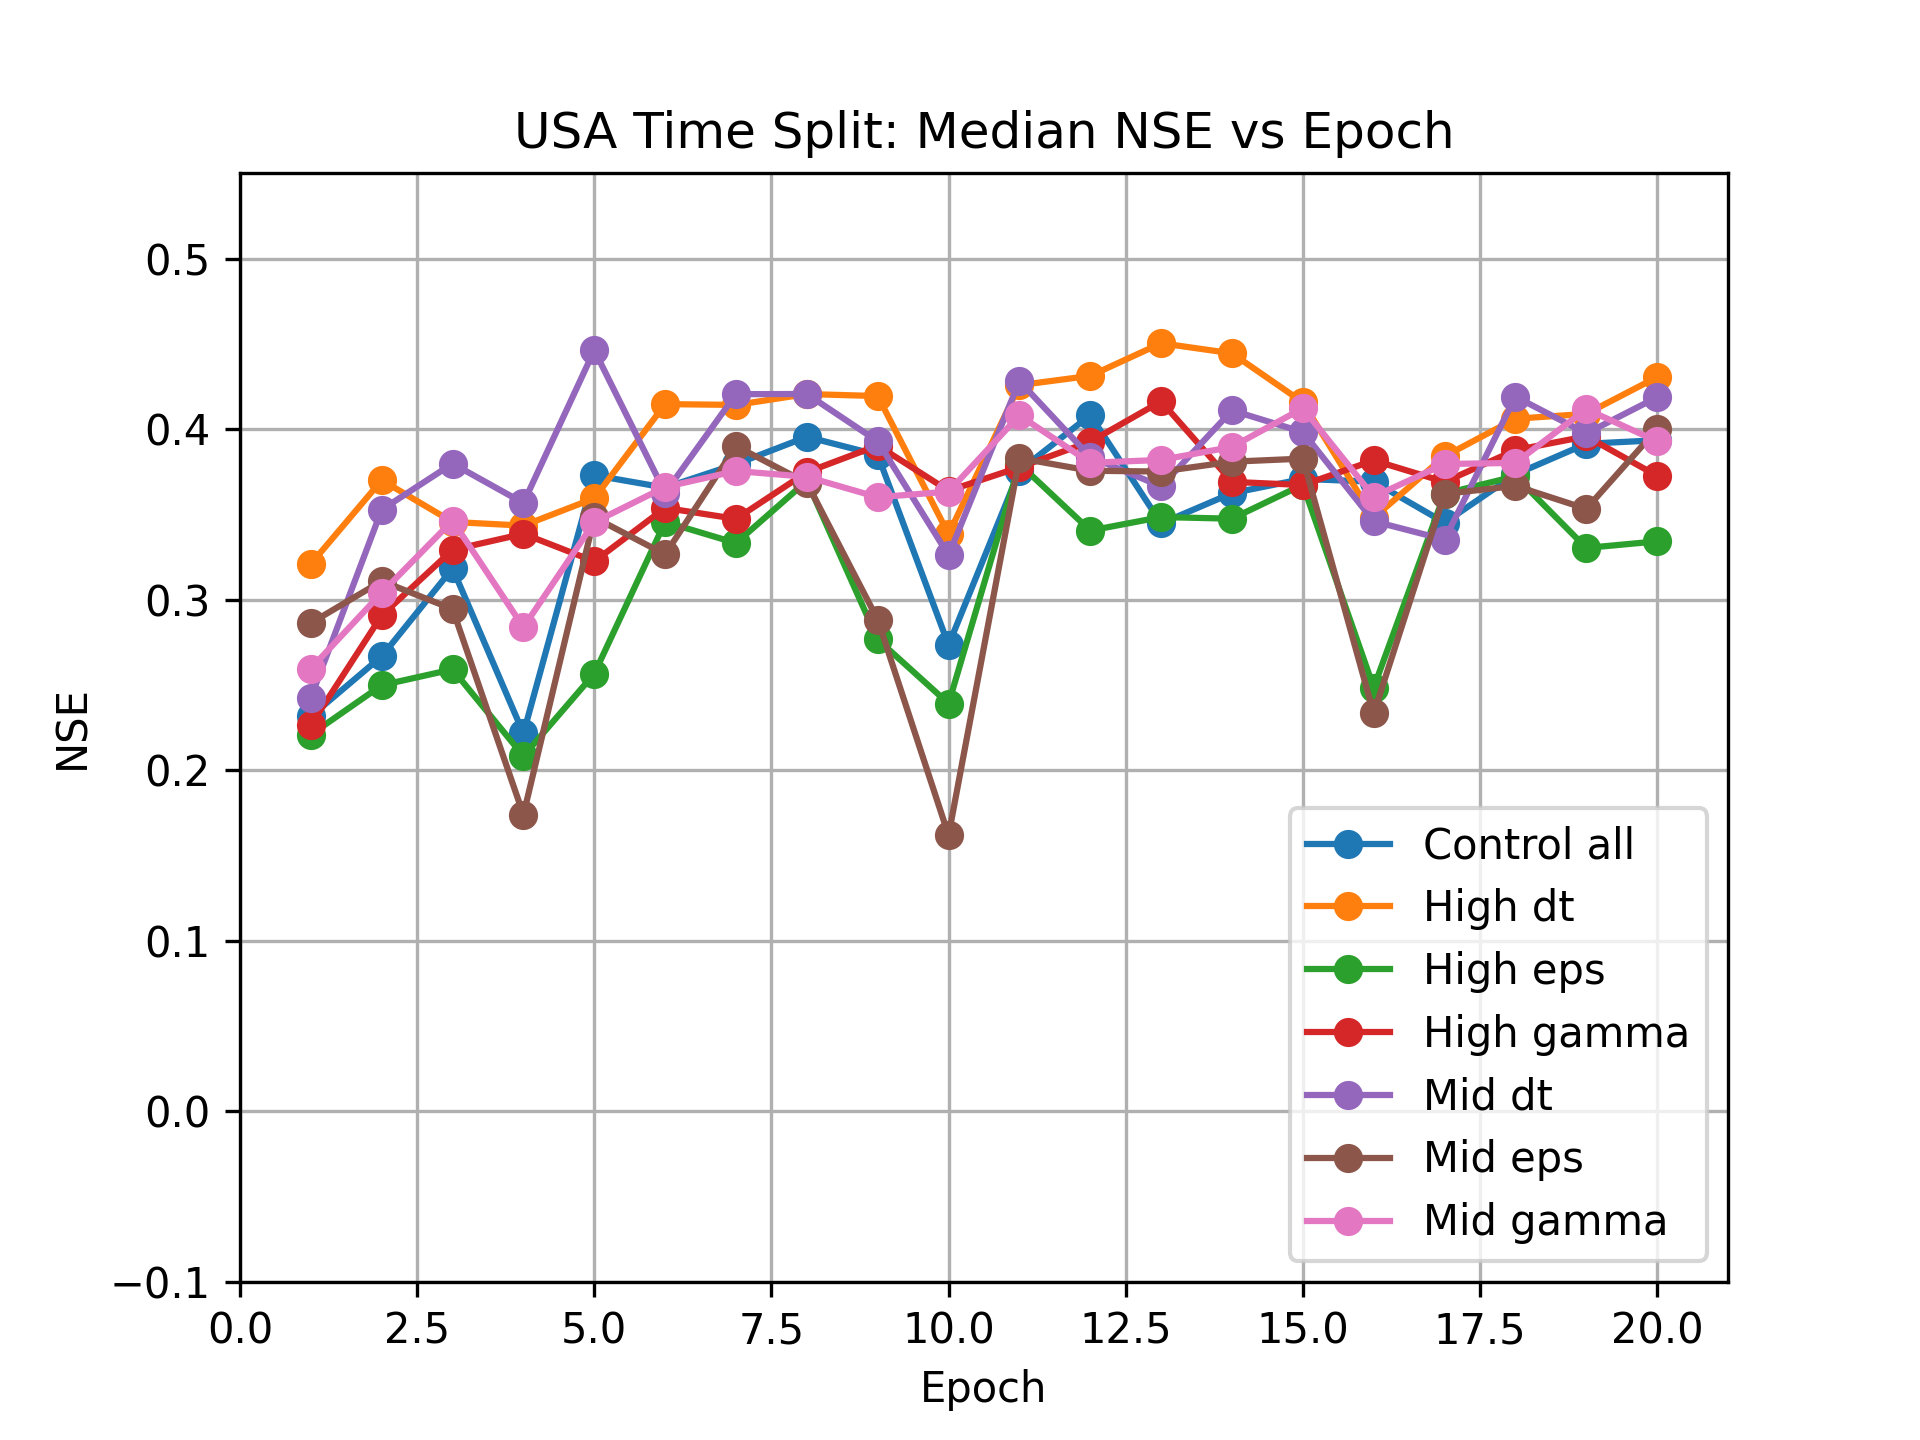 USA Time Split: Median NSE vs Epoch
0.5
0.4
0.3
0.2
0.1
0.0
−0.1
NSE
Control all
High dt
High eps
High gamma
Mid dt
Mid eps
Mid gamma
0.0 2.5 5.0 7.5 10.0 12.5 15.0 17.5 20.0
Epoch